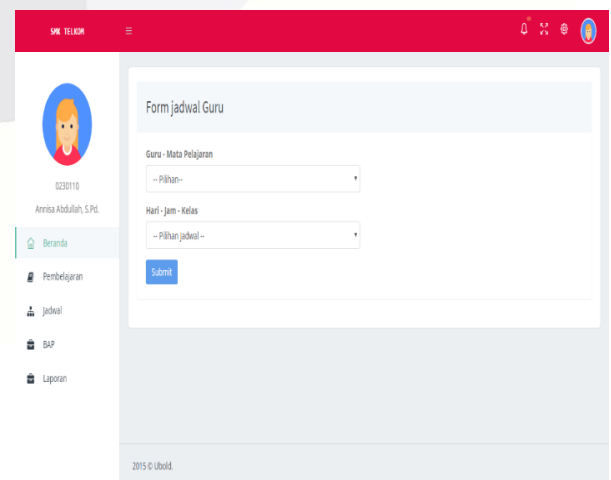 SMK TELKOM
0230110
Annisa Abdullah, S.Pd.
Beranda
Pembelajaran
Jadwal
BAP
Laporan
Form jadwal Guru
Guru - Mata Pelajaran
-- Pilihan--
Hari - Jam - Kelas
-- Pilihan Jadwal --
Submit
2015 © Ubold.